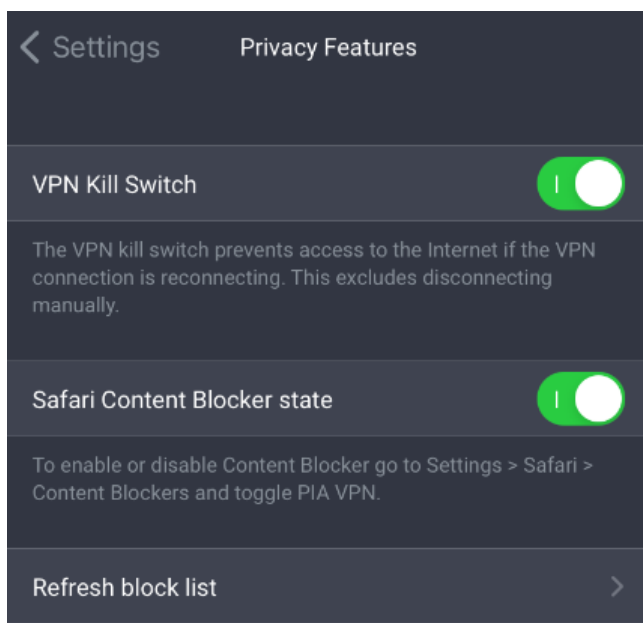 Settings
Privacy Features
VPN Kill Switch
The VPN kill switch prevents access to the Internet if the VPN
connection is reconnecting. This excludes disconnecting
manually.
Safari Content Blocker state
To enable or disable Content Blocker go to Settings > Safari >
Content Blockers and toggle PIA VPN.
Refresh block list